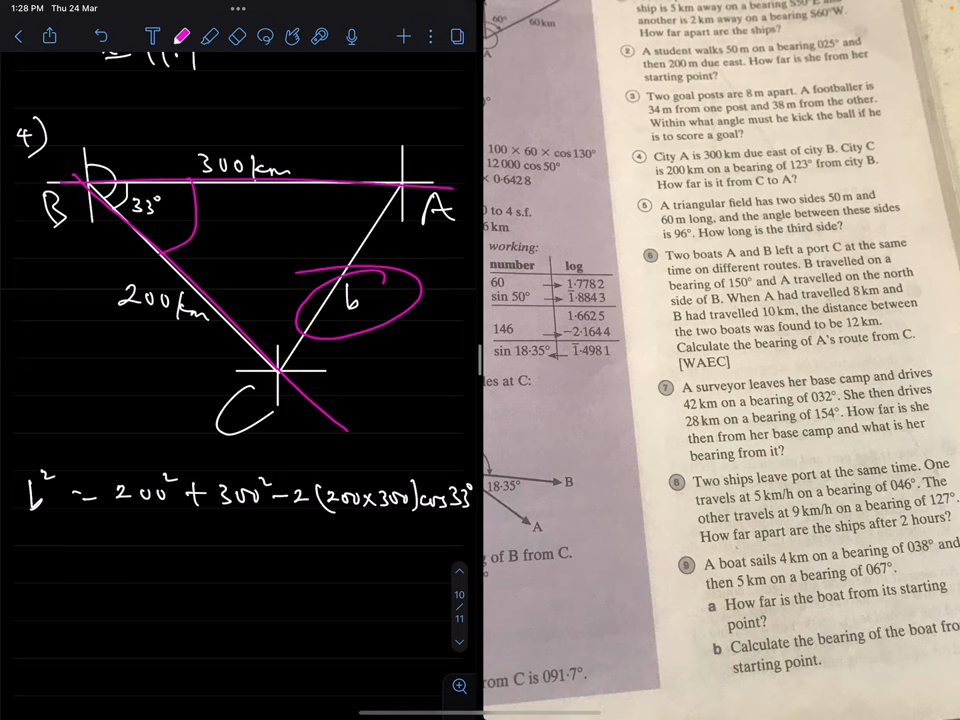 1:28 PM Thu 24 Mar
4)
300km
B
33°
A
200km
b
C
b² = 200² + 300² - 2(200x300)cos33°
10
/
11
60°
60km
A
100 × 60 × cos 130°
12 000 cos 50°
× 0·6428
to 4 s.f.
km
working:
number log
60 → 1·7782
sin 50° → 1̄·8843
1·6625
146 → −2·1644
sin 18·35° ← 1̄·4981
les at C:
18·35°
B
A
of B from C.
rom C is 091·7°.
ship is 5 km away on a bearing S50°E and
another is 2 km away on a bearing S60°W.
How far apart are the ships?
2 A student walks 50 m on a bearing 025° and
then 200 m due east. How far is she from her
starting point?
3 Two goal posts are 8 m apart. A footballer is
34 m from one post and 38 m from the other.
Within what angle must he kick the ball if he
is to score a goal?
4 City A is 300 km due east of city B. City C
is 200 km on a bearing of 123° from city B.
How far is it from C to A?
5 A triangular field has two sides 50 m and
60 m long, and the angle between these sides
is 96°. How long is the third side?
6 Two boats A and B left a port C at the same
time on different routes. B travelled on a
bearing of 150° and A travelled on the north
side of B. When A had travelled 8 km and
B had travelled 10 km, the distance between
the two boats was found to be 12 km.
Calculate the bearing of A's route from C.
[WAEC]
7 A surveyor leaves her base camp and drives
42 km on a bearing of 032°. She then drives
28 km on a bearing of 154°. How far is she
then from her base camp and what is her
bearing from it?
8 Two ships leave port at the same time. One
travels at 5 km/h on a bearing of 046°. The
other travels at 9 km/h on a bearing of 127°.
How far apart are the ships after 2 hours?
9 A boat sails 4 km on a bearing of 038° and
then 5 km on a bearing of 067°.
a How far is the boat from its starting
point?
b Calculate the bearing of the boat fro
starting point.